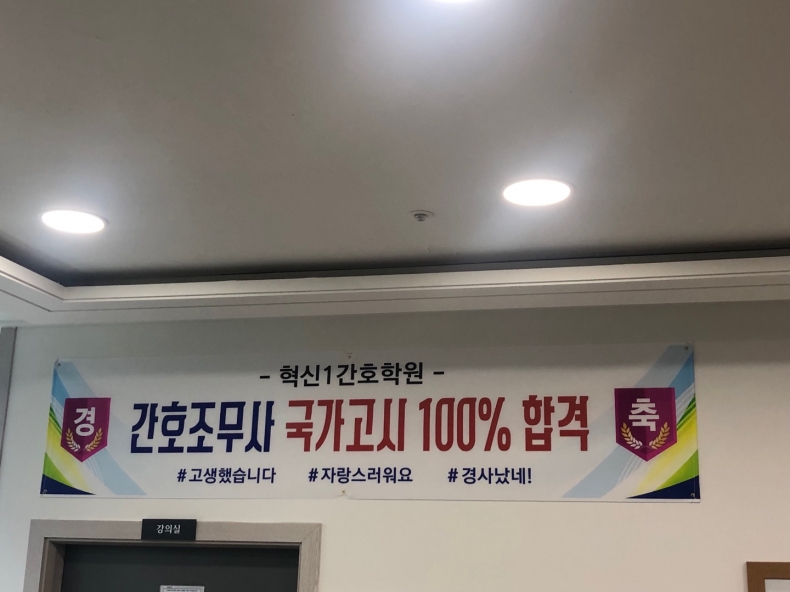 - 혁신1간호학원 -
경 간호조무사 국가고시 100% 합격 축
#고생했습니다 #자랑스러워요 #경사났네!
강의실